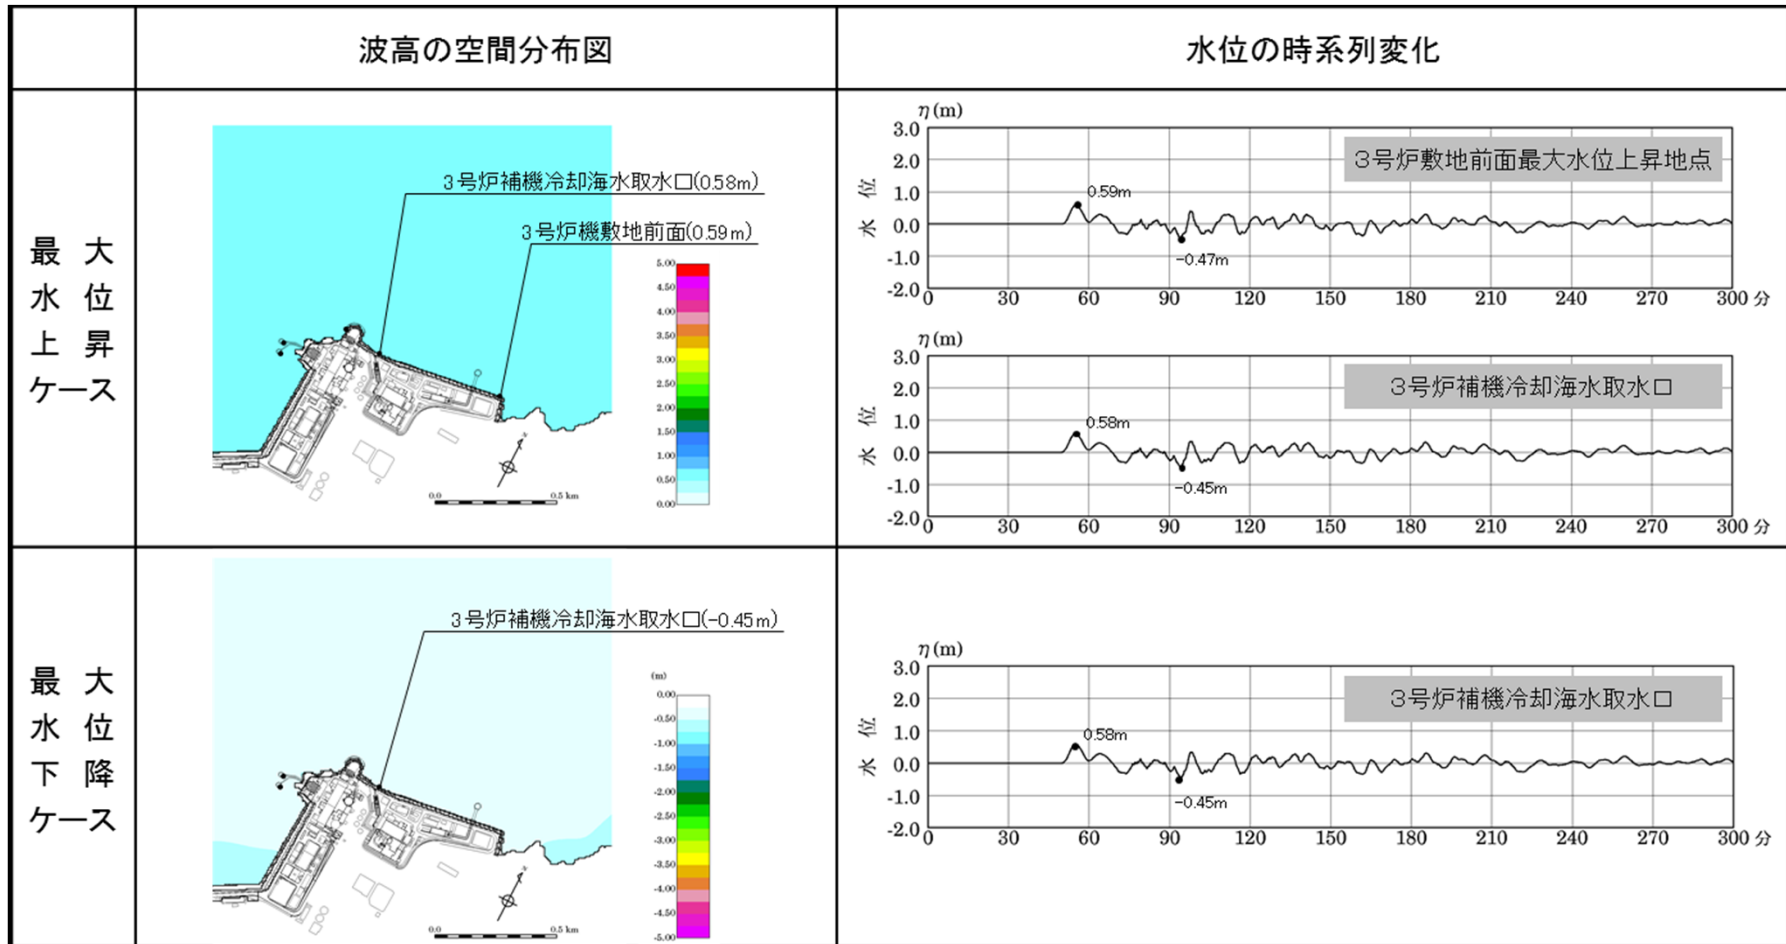 波高の空間分布図
水位の時系列変化
最大
水位
上昇
ケース
3号炉補機冷却海水取水口(0.58m)
3号炉機敷地前面(0.59m)
5.00
4.50
4.00
3.50
3.00
2.50
2.00
1.50
1.00
0.50
0.00
0.0 0.5 km
η(m)
3.0
2.0
1.0
0.0
-1.0
-2.0
水位
3号炉敷地前面最大水位上昇地点
0.59m
-0.47m
0 30 60 90 120 150 180 210 240 270 300 分
η(m)
3.0
2.0
1.0
0.0
-1.0
-2.0
水位
3号炉補機冷却海水取水口
0.58m
-0.45m
0 30 60 90 120 150 180 210 240 270 300 分
最大
水位
下降
ケース
3号炉補機冷却海水取水口(-0.45m)
(m)
0.00
-0.50
-1.00
-1.50
-2.00
-2.50
-3.00
-3.50
-4.00
-4.50
-5.00
0.0 0.5 km
η(m)
3.0
2.0
1.0
0.0
-1.0
-2.0
水位
3号炉補機冷却海水取水口
0.58m
-0.45m
0 30 60 90 120 150 180 210 240 270 300 分